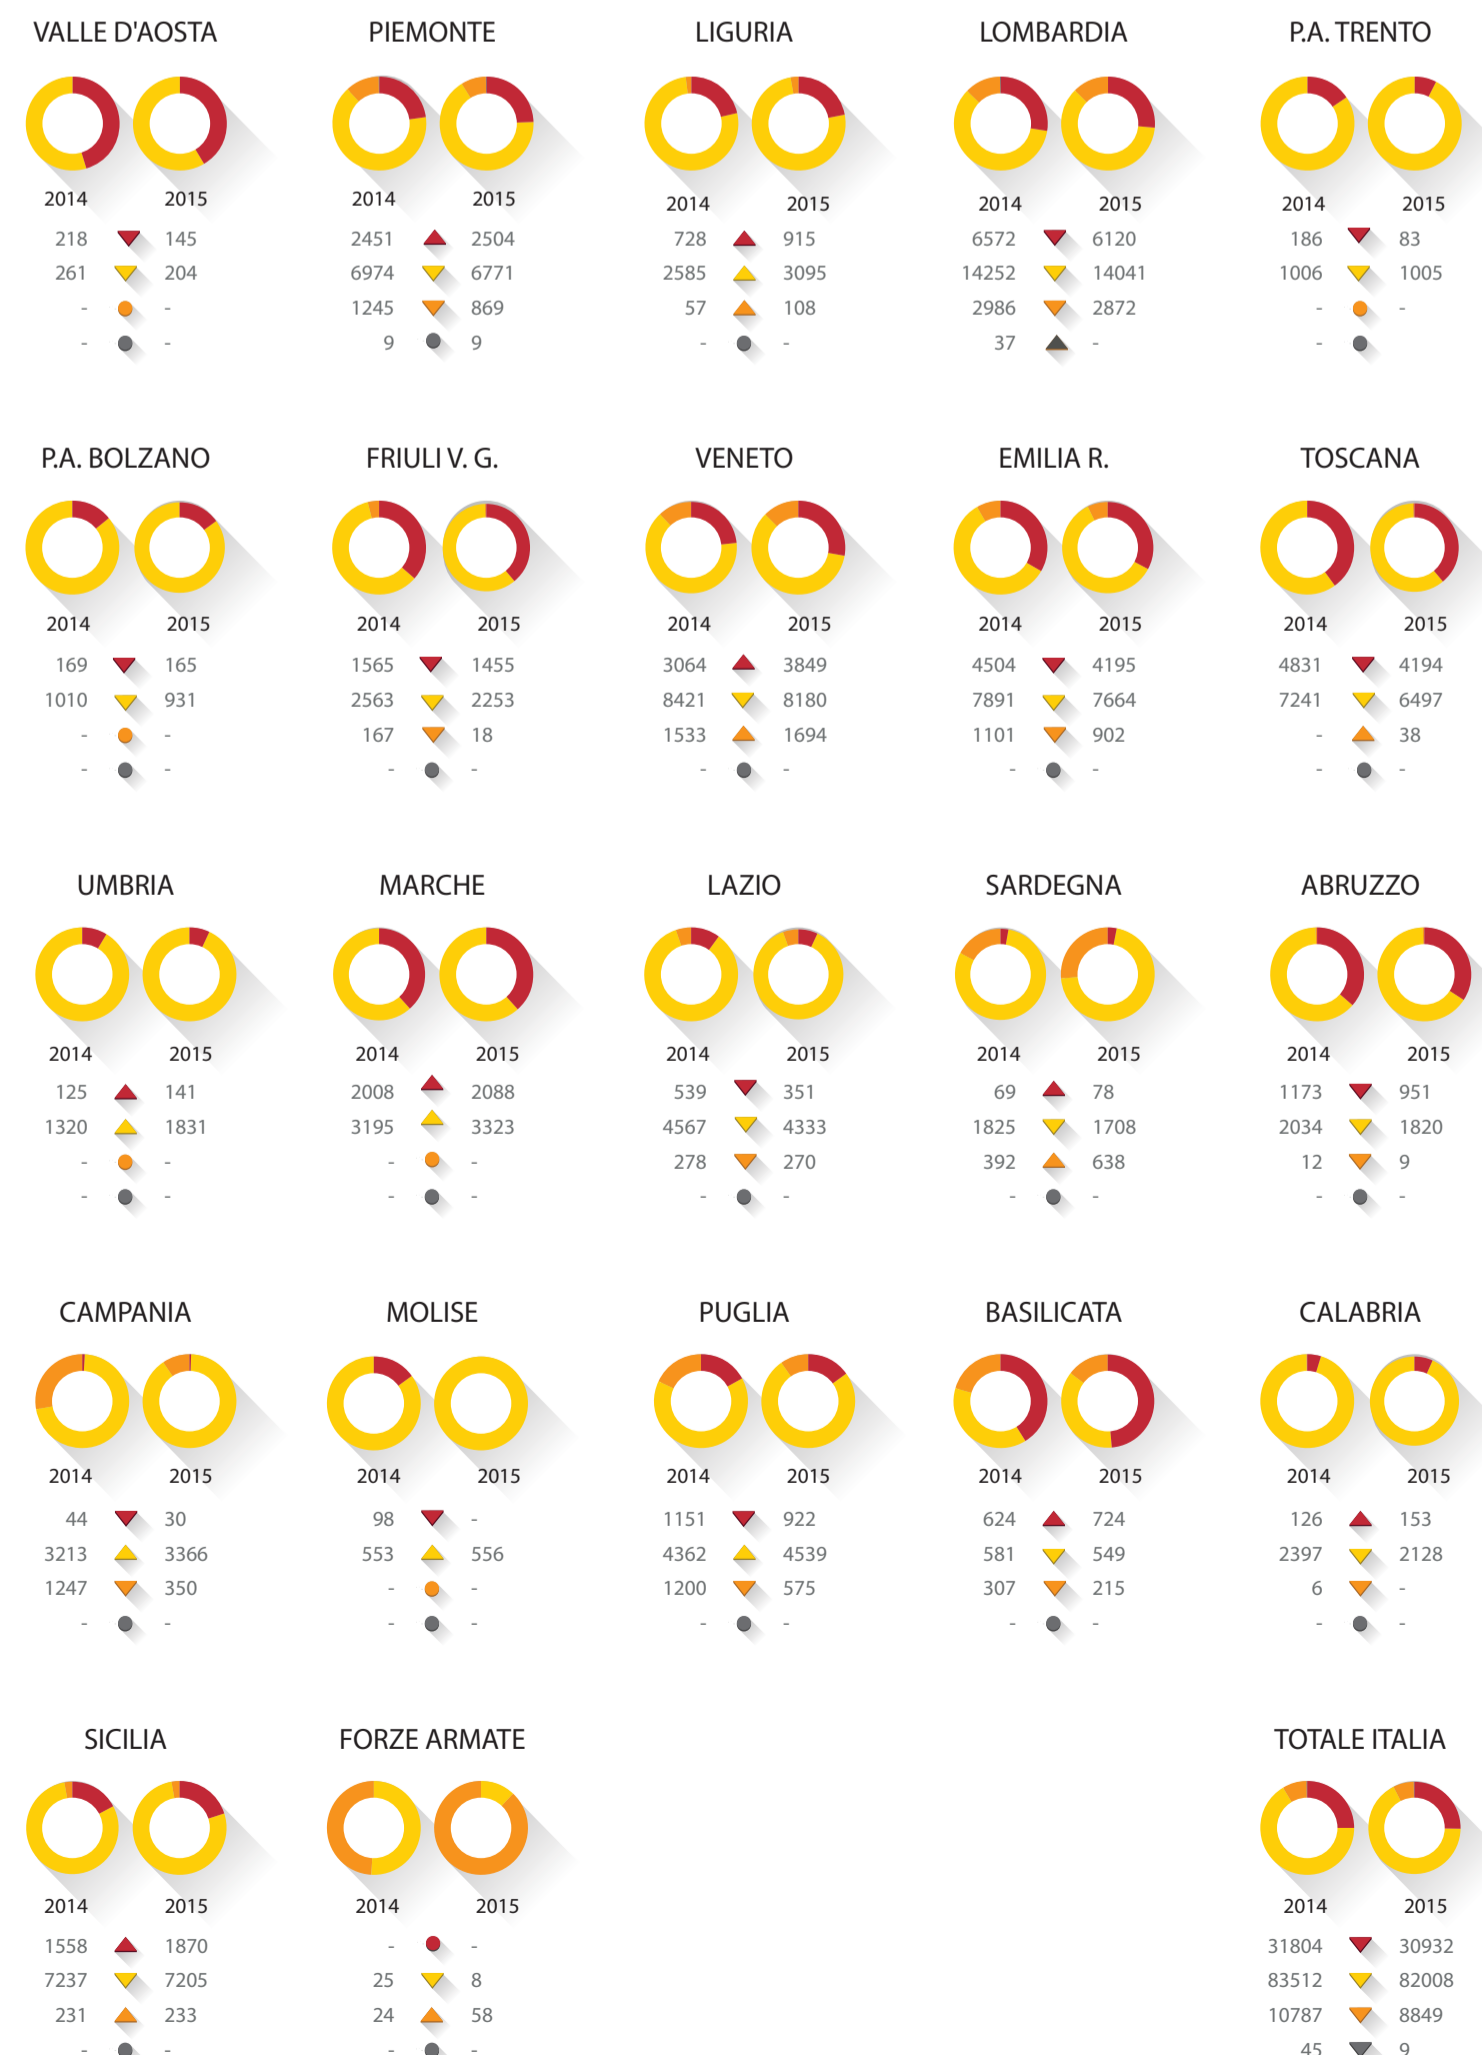 VALLE D'AOSTA PIEMONTE LIGURIA LOMBARDIA P.A. TRENTO
2014 2015 2014 2015 2014 2015 2014 2015 2014 2015
218 145 2451 2504 728 915 6572 6120 186 83
261 204 6974 6771 2585 3095 14252 14041 1006 1005
- - 1245 869 57 108 2986 2872 - -
- - 9 9 - - 37 - -
P.A. BOLZANO FRIULI V. G. VENETO EMILIA R. TOSCANA
2014 2015 2014 2015 2014 2015 2014 2015 2014 2015
169 165 1565 1455 3064 3849 4504 4195 4831 4194
1010 931 2563 2253 8421 8180 7891 7664 7241 6497
- - 167 18 1533 1694 1101 902 - 38
- - - - - - - - - -
UMBRIA MARCHE LAZIO SARDEGNA ABRUZZO
2014 2015 2014 2015 2014 2015 2014 2015 2014 2015
125 141 2008 2088 539 351 69 78 1173 951
1320 1831 3195 3323 4567 4333 1825 1708 2034 1820
- - - - 278 270 392 638 12 9
- - - - - - - - - -
CAMPANIA MOLISE PUGLIA BASILICATA CALABRIA
2014 2015 2014 2015 2014 2015 2014 2015 2014 2015
44 30 98 - 1151 922 624 724 126 153
3213 3366 553 556 4362 4539 581 549 2397 2128
1247 350 - - 1200 575 307 215 6 -
- - - - - - - - - -
SICILIA FORZE ARMATE TOTALE ITALIA
2014 2015 2014 2015 2014 2015
1558 1870 - - 31804 30932
7237 7205 25 8 83512 82008
231 233 24 58 10787 8849
- - - - 45 9